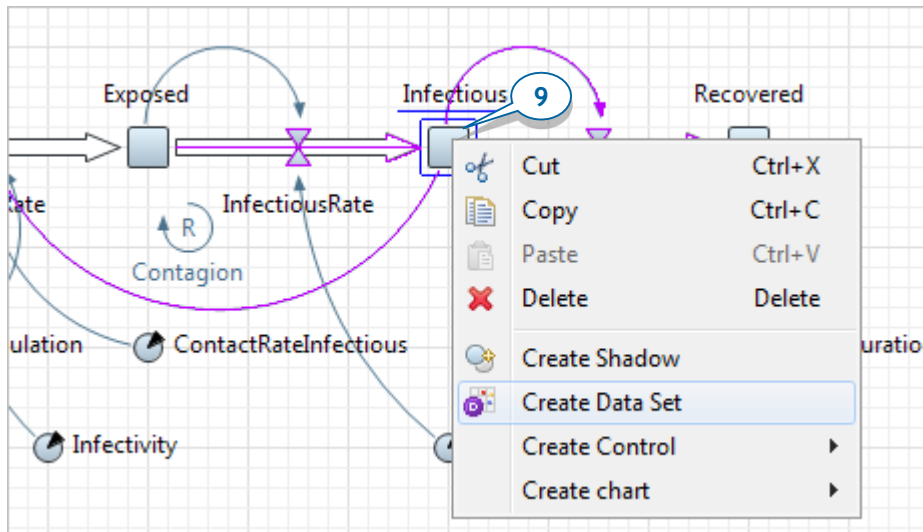 Exposed
Infectious
9
Recovered
Rate
InfectiousRate
R
Contagion
ulation
ContactRateInfectious
Infectivity
Cut Ctrl+X
Copy Ctrl+C
Paste Ctrl+V
Delete Delete
Create Shadow
D Create Data Set
Create Control
Create chart
uratio